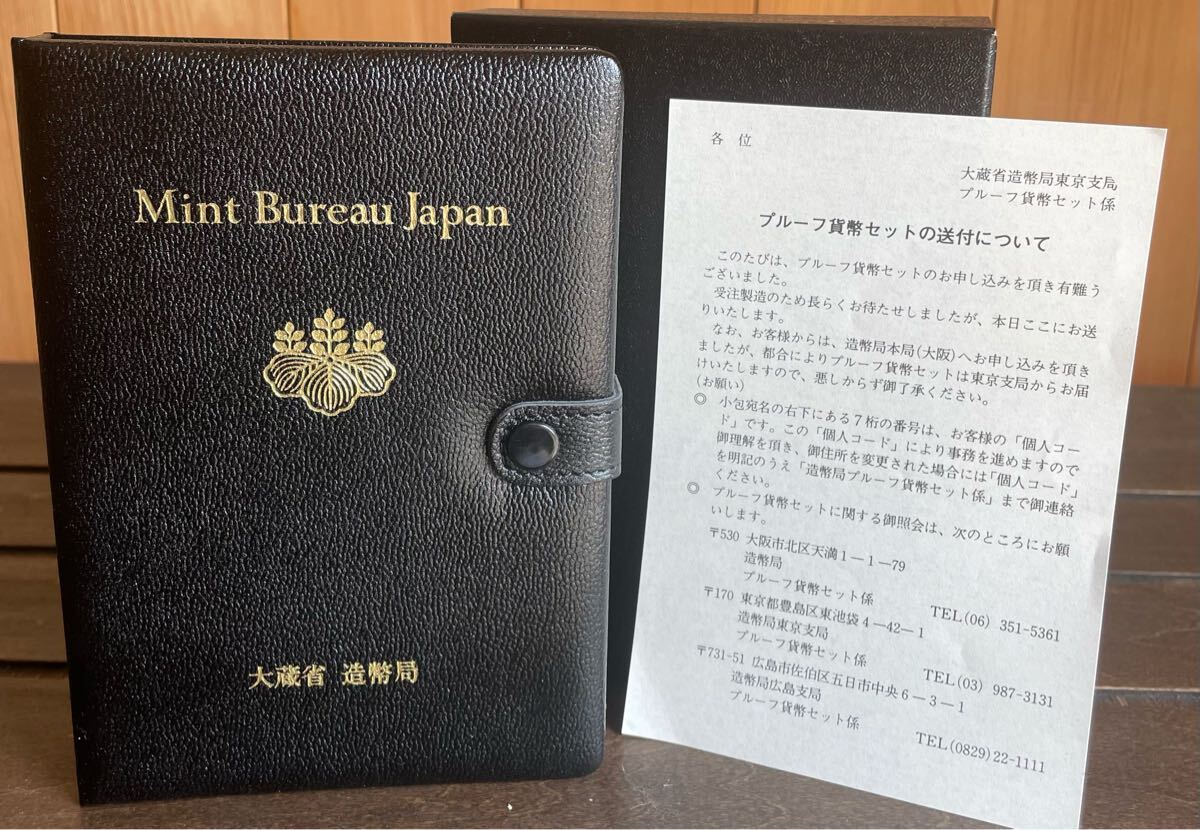 Mint Bureau Japan
大蔵省 造幣局
各位
大蔵省造幣局東京支局
プルーフ貨幣セット係
プルーフ貨幣セットの送付について
このたびは、プルーフ貨幣セットのお申し込みを頂き有難う
ございました。
受注製造のため長らくお待たせしましたが、本日ここにお送
りいたします。
なお、お客様からは、造幣局本局(大阪)へお申し込みを頂き
ましたが、都合によりプルーフ貨幣セットは東京支局からお届
けいたしますので、悪しからず御了承ください。
(お願い)
◎ 小包宛名の右下にある7桁の番号は、お客様の「個人コー
ド」です。この「個人コード」により事務を進めますので
御理解を頂き、御住所を変更された場合には「個人コード」
を明記のうえ「造幣局プルーフ貨幣セット係」まで御連絡
ください。
◎ プルーフ貨幣セットに関する御照会は、次のところにお願
いします。
〒530 大阪市北区天満1―1―79
造幣局
プルーフ貨幣セット係
TEL(06) 351-5361
〒170 東京都豊島区東池袋4―42―1
造幣局東京支局
プルーフ貨幣セット係
TEL(03) 987-3131
〒731-51 広島市佐伯区五日市中央6―3―1
造幣局広島支局
プルーフ貨幣セット係
TEL(0829)22-1111